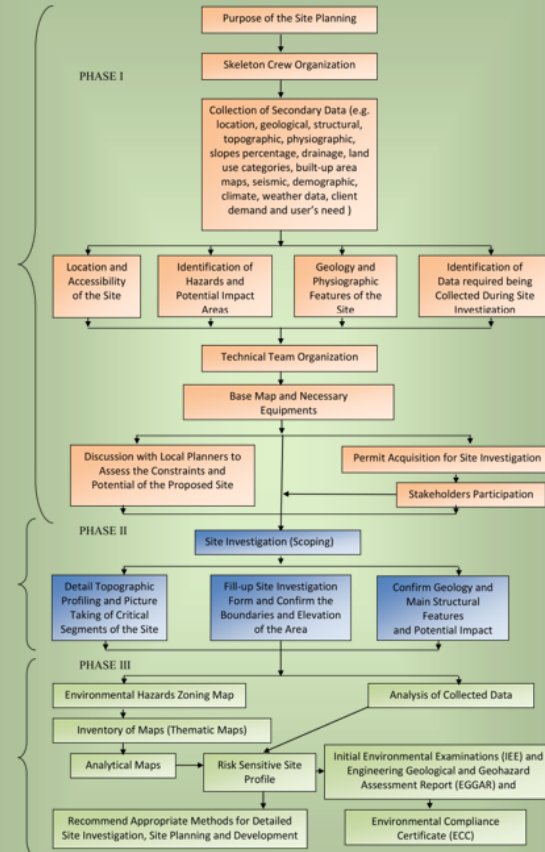 Purpose of the Site Planning
PHASE I
Skeleton Crew Organization
Collection of Secondary Data (e.g.
location, geological, structural,
topographic, physiographic,
slopes percentage, drainage, land
use categories, built-up area
maps, seismic, demographic,
climate, weather data, client
demand and user's need )
Location and
Accessibility
of the Site
Identification of
Hazards and
Potential Impact
Areas
Geology and
Physiographic
Features of the
Site
Identification of
Data required being
Collected During Site
Investigation
Technical Team Organization
Base Map and Necessary
Equipments
Discussion with Local Planners to
Assess the Constraints and
Potential of the Proposed Site
Permit Acquisition for Site Investigation
Stakeholders Participation
PHASE II
Site Investigation (Scoping)
Detail Topographic
Profiling and Picture
Taking of Critical
Segments of the Site
Fill-up Site Investigation
Form and Confirm the
Boundaries and Elevation
of the Area
Confirm Geology and
Main Structural
Features
and Potential Impact
PHASE III
Environmental Hazards Zoning Map
Analysis of Collected Data
Inventory of Maps (Thematic Maps)
Analytical Maps
Risk Sensitive Site
Profile
Initial Environmental Examinations (IEE) and
Engineering Geological and Geohazard
Assessment Report (EGGAR) and
Recommend Appropriate Methods for Detailed
Site Investigation, Site Planning and Development
Environmental Compliance
Certificate (ECC)